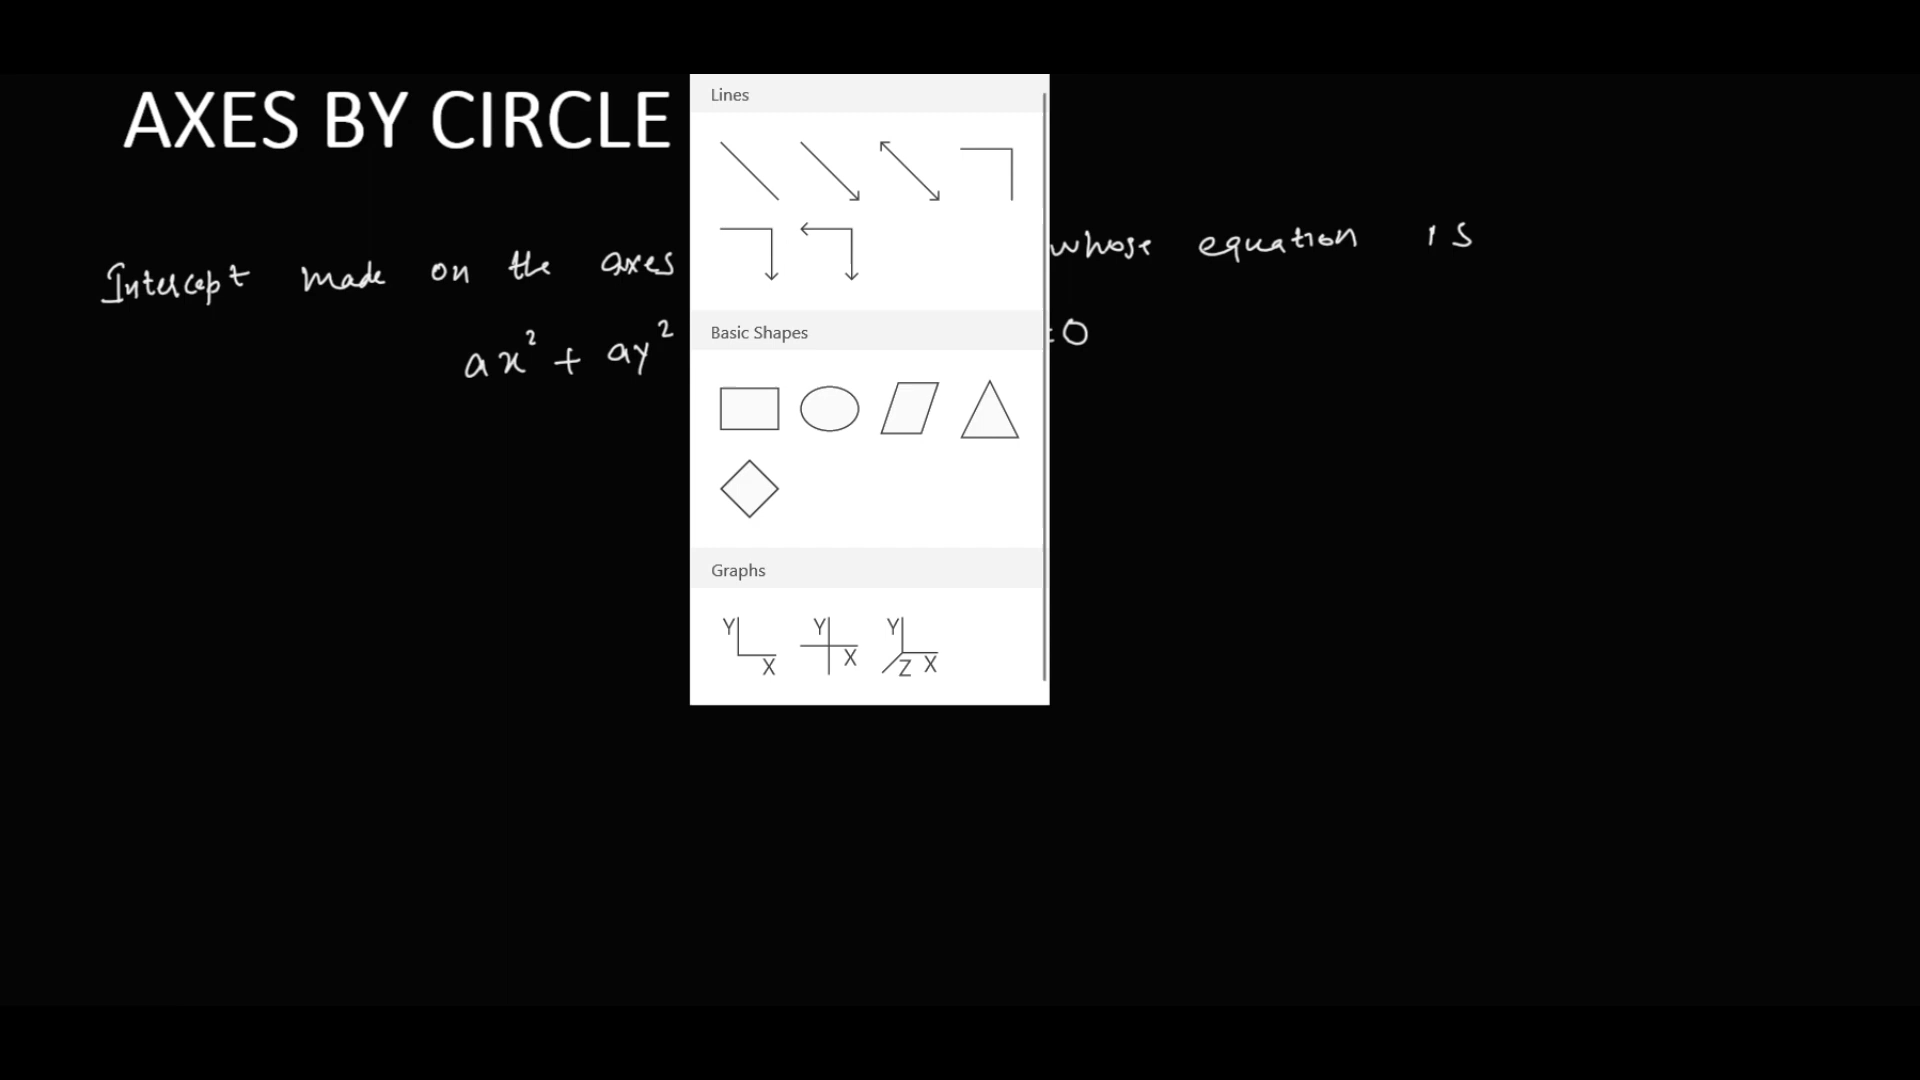 AXES BY CIRCLE
Lines
Intercept made on the axes whose equation is
ax² + ay² =0
Basic Shapes
Graphs
Y X Y X Y Z X